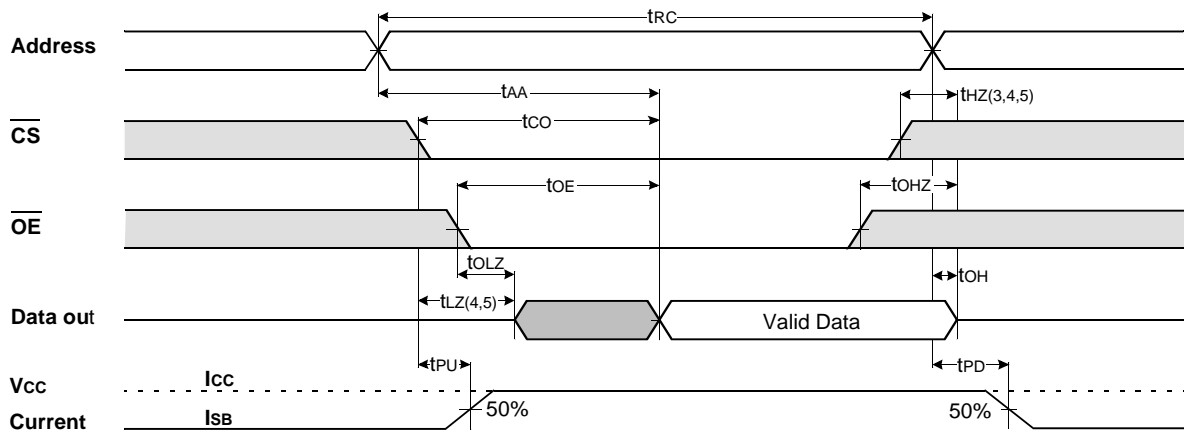 tRC
Address
tAA
tHZ(3,4,5)
CS
tCO
tOE
tOHZ
OE
tOLZ
tOH
tLZ(4,5)
Data out
Valid Data
tPU
tPD
VCC
ICC
50%
50%
Current
ISB